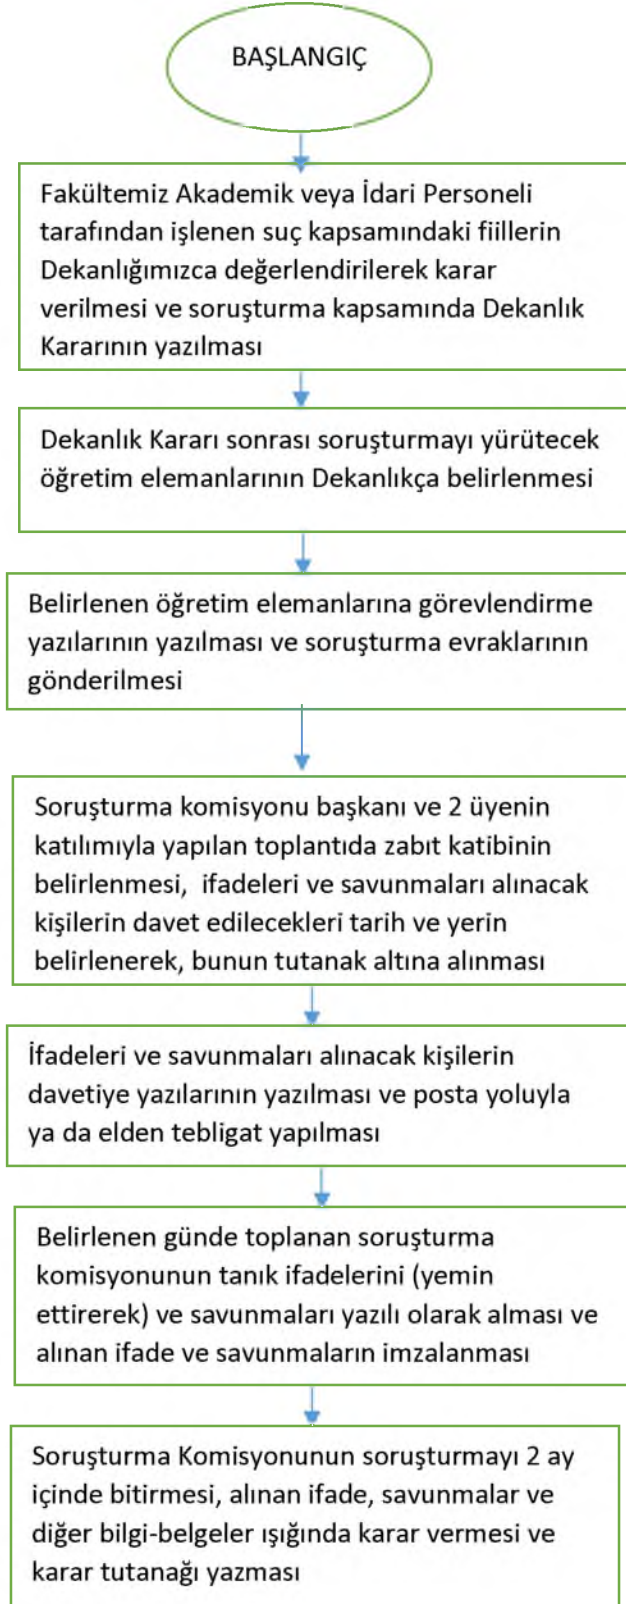 BAŞLANGIÇ
Fakültemiz Akademik veya İdari Personeli
tarafından işlenen suç kapsamındaki fiillerin
Dekanlığımızca değerlendirilerek karar
verilmesi ve soruşturma kapsamında Dekanlık
Kararının yazılması
Dekanlık Kararı sonrası soruşturmayı yürütecek
öğretim elemanlarının Dekanlıkça belirlenmesi
Belirlenen öğretim elemanlarına görevlendirme
yazılarının yazılması ve soruşturma evraklarının
gönderilmesi
Soruşturma komisyonu başkanı ve 2 üyenin
katılımıyla yapılan toplantıda zabıt katibinin
belirlenmesi, ifadeleri ve savunmaları alınacak
kişilerin davet edilecekleri tarih ve yerin
belirlenerek, bunun tutanak altına alınması
İfadeleri ve savunmaları alınacak kişilerin
davetiye yazılarının yazılması ve posta yoluyla
ya da elden tebligat yapılması
Belirlenen günde toplanan soruşturma
komisyonunun tanık ifadelerini (yemin
ettirerek) ve savunmaları yazılı olarak alması ve
alınan ifade ve savunmaların imzalanması
Soruşturma Komisyonunun soruşturmayı 2 ay
içinde bitirmesi, alınan ifade, savunmalar ve
diğer bilgi-belgeler ışığında karar vermesi ve
karar tutanağı yazması